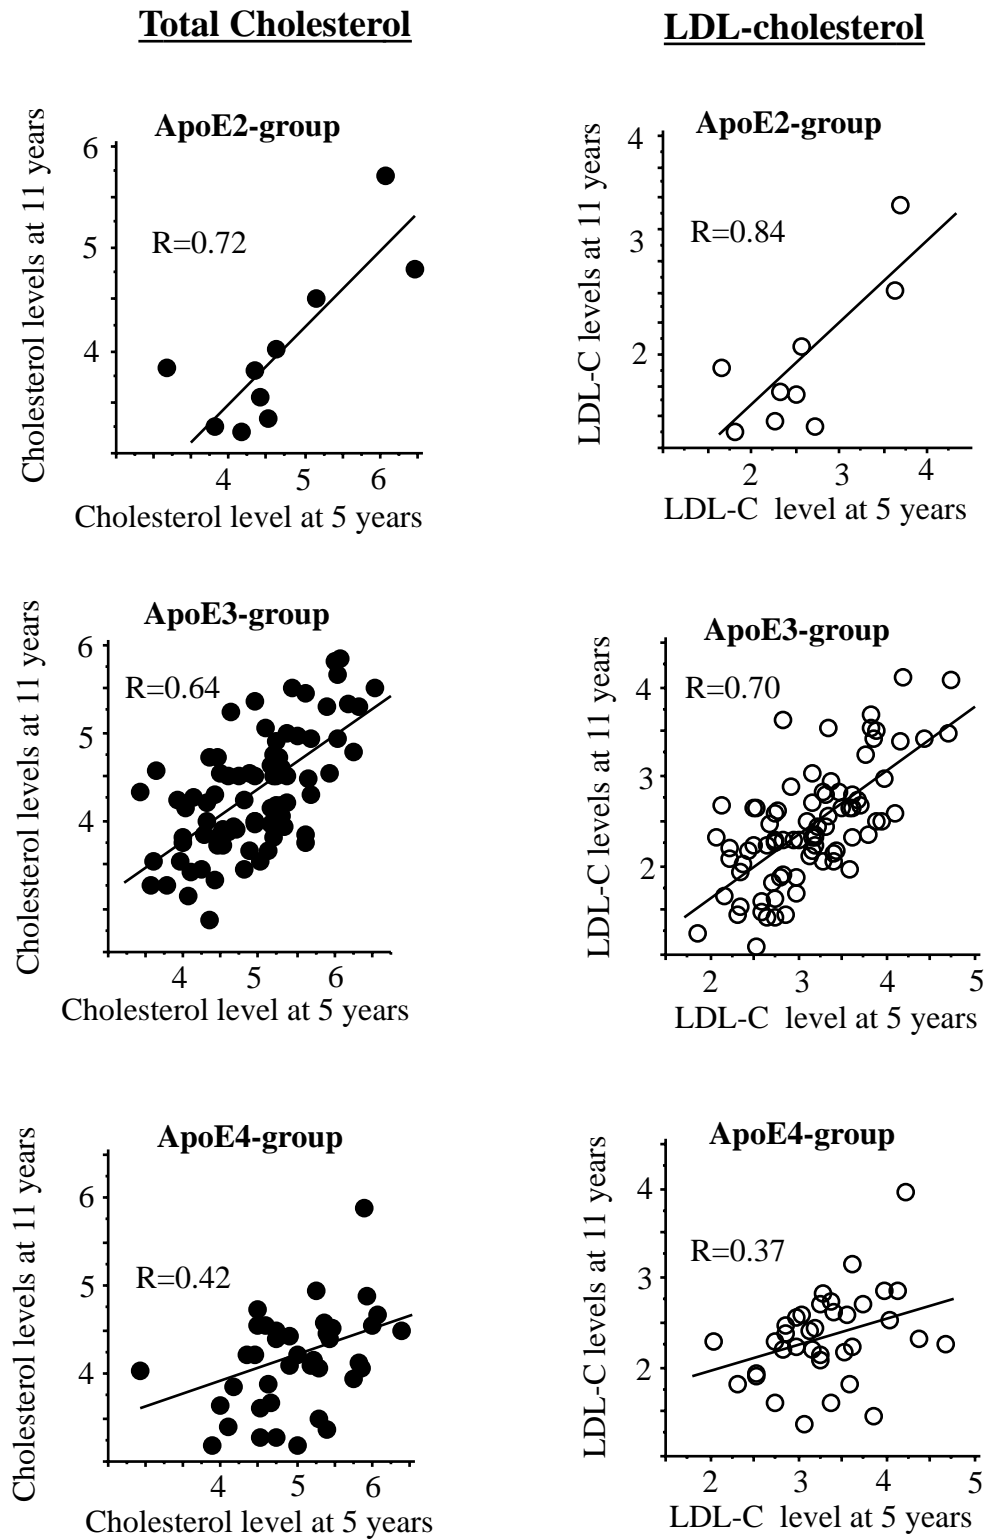 Total Cholesterol
LDL-cholesterol
ApoE2-group
Cholesterol levels at 11 years
6
5
4
R=0.72
4 5 6
Cholesterol level at 5 years
ApoE2-group
LDL-C levels at 11 years
4
3
2
R=0.84
2 3 4
LDL-C level at 5 years
ApoE3-group
Cholesterol levels at 11 years
6
5
4
R=0.64
4 5 6
Cholesterol level at 5 years
ApoE3-group
LDL-C levels at 11 years
4
3
2
R=0.70
2 3 4 5
LDL-C level at 5 years
ApoE4-group
Cholesterol levels at 11 years
6
5
4
R=0.42
4 5 6
Cholesterol level at 5 years
ApoE4-group
LDL-C levels at 11 years
4
3
2
R=0.37
2 3 4 5
LDL-C level at 5 years